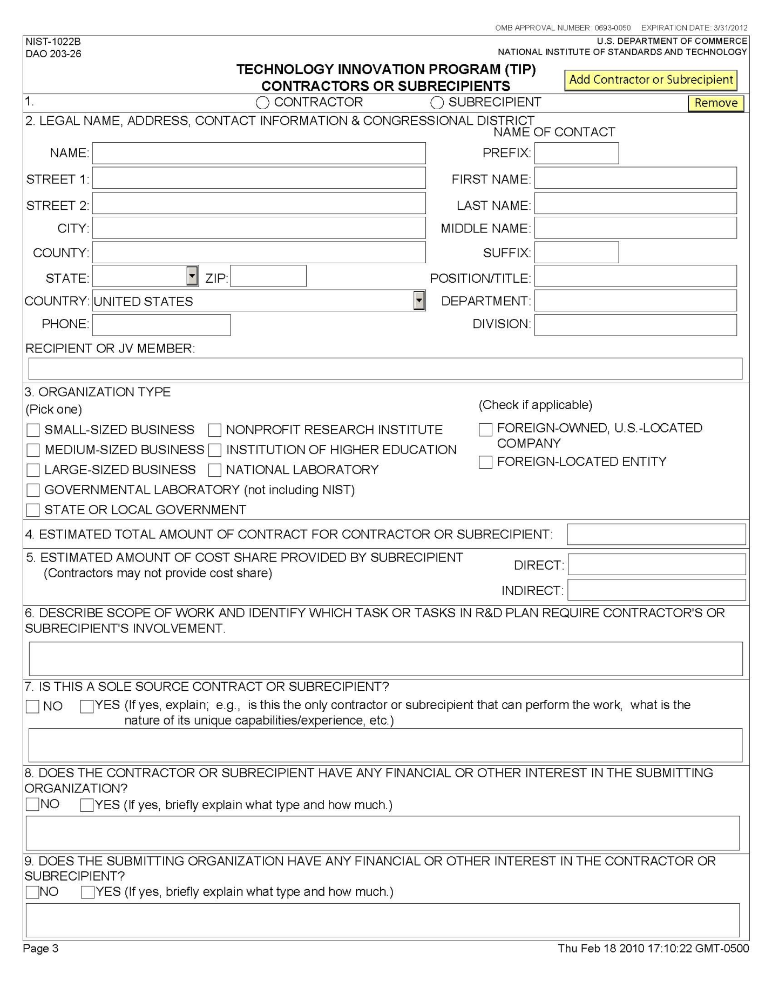 OMB APPROVAL NUMBER: 0693-0050 EXPIRATION DATE: 3/31/2012
NIST-1022B
DAO 203-26
U.S. DEPARTMENT OF COMMERCE
NATIONAL INSTITUTE OF STANDARDS AND TECHNOLOGY
TECHNOLOGY INNOVATION PROGRAM (TIP)
CONTRACTORS OR SUBRECIPIENTS
Add Contractor or Subrecipient
1. CONTRACTOR SUBRECIPIENT Remove
2. LEGAL NAME, ADDRESS, CONTACT INFORMATION & CONGRESSIONAL DISTRICT
NAME OF CONTACT
NAME: PREFIX:
STREET 1: FIRST NAME:
STREET 2: LAST NAME:
CITY: MIDDLE NAME:
COUNTY: SUFFIX:
STATE: ZIP: POSITION/TITLE:
COUNTRY: UNITED STATES DEPARTMENT:
PHONE: DIVISION:
RECIPIENT OR JV MEMBER:
3. ORGANIZATION TYPE
(Pick one)
(Check if applicable)
SMALL-SIZED BUSINESS NONPROFIT RESEARCH INSTITUTE
FOREIGN-OWNED, U.S.-LOCATED
COMPANY
MEDIUM-SIZED BUSINESS INSTITUTION OF HIGHER EDUCATION
FOREIGN-LOCATED ENTITY
LARGE-SIZED BUSINESS NATIONAL LABORATORY
GOVERNMENTAL LABORATORY (not including NIST)
STATE OR LOCAL GOVERNMENT
4. ESTIMATED TOTAL AMOUNT OF CONTRACT FOR CONTRACTOR OR SUBRECIPIENT:
5. ESTIMATED AMOUNT OF COST SHARE PROVIDED BY SUBRECIPIENT
(Contractors may not provide cost share)
DIRECT:
INDIRECT:
6. DESCRIBE SCOPE OF WORK AND IDENTIFY WHICH TASK OR TASKS IN R&D PLAN REQUIRE CONTRACTOR'S OR
SUBRECIPIENT'S INVOLVEMENT.
7. IS THIS A SOLE SOURCE CONTRACT OR SUBRECIPIENT?
NO YES (If yes, explain; e.g., is this the only contractor or subrecipient that can perform the work, what is the
nature of its unique capabilities/experience, etc.)
8. DOES THE CONTRACTOR OR SUBRECIPIENT HAVE ANY FINANCIAL OR OTHER INTEREST IN THE SUBMITTING
ORGANIZATION?
NO YES (If yes, briefly explain what type and how much.)
9. DOES THE SUBMITTING ORGANIZATION HAVE ANY FINANCIAL OR OTHER INTEREST IN THE CONTRACTOR OR
SUBRECIPIENT?
NO YES (If yes, briefly explain what type and how much.)
Page 3 Thu Feb 18 2010 17:10:22 GMT-0500